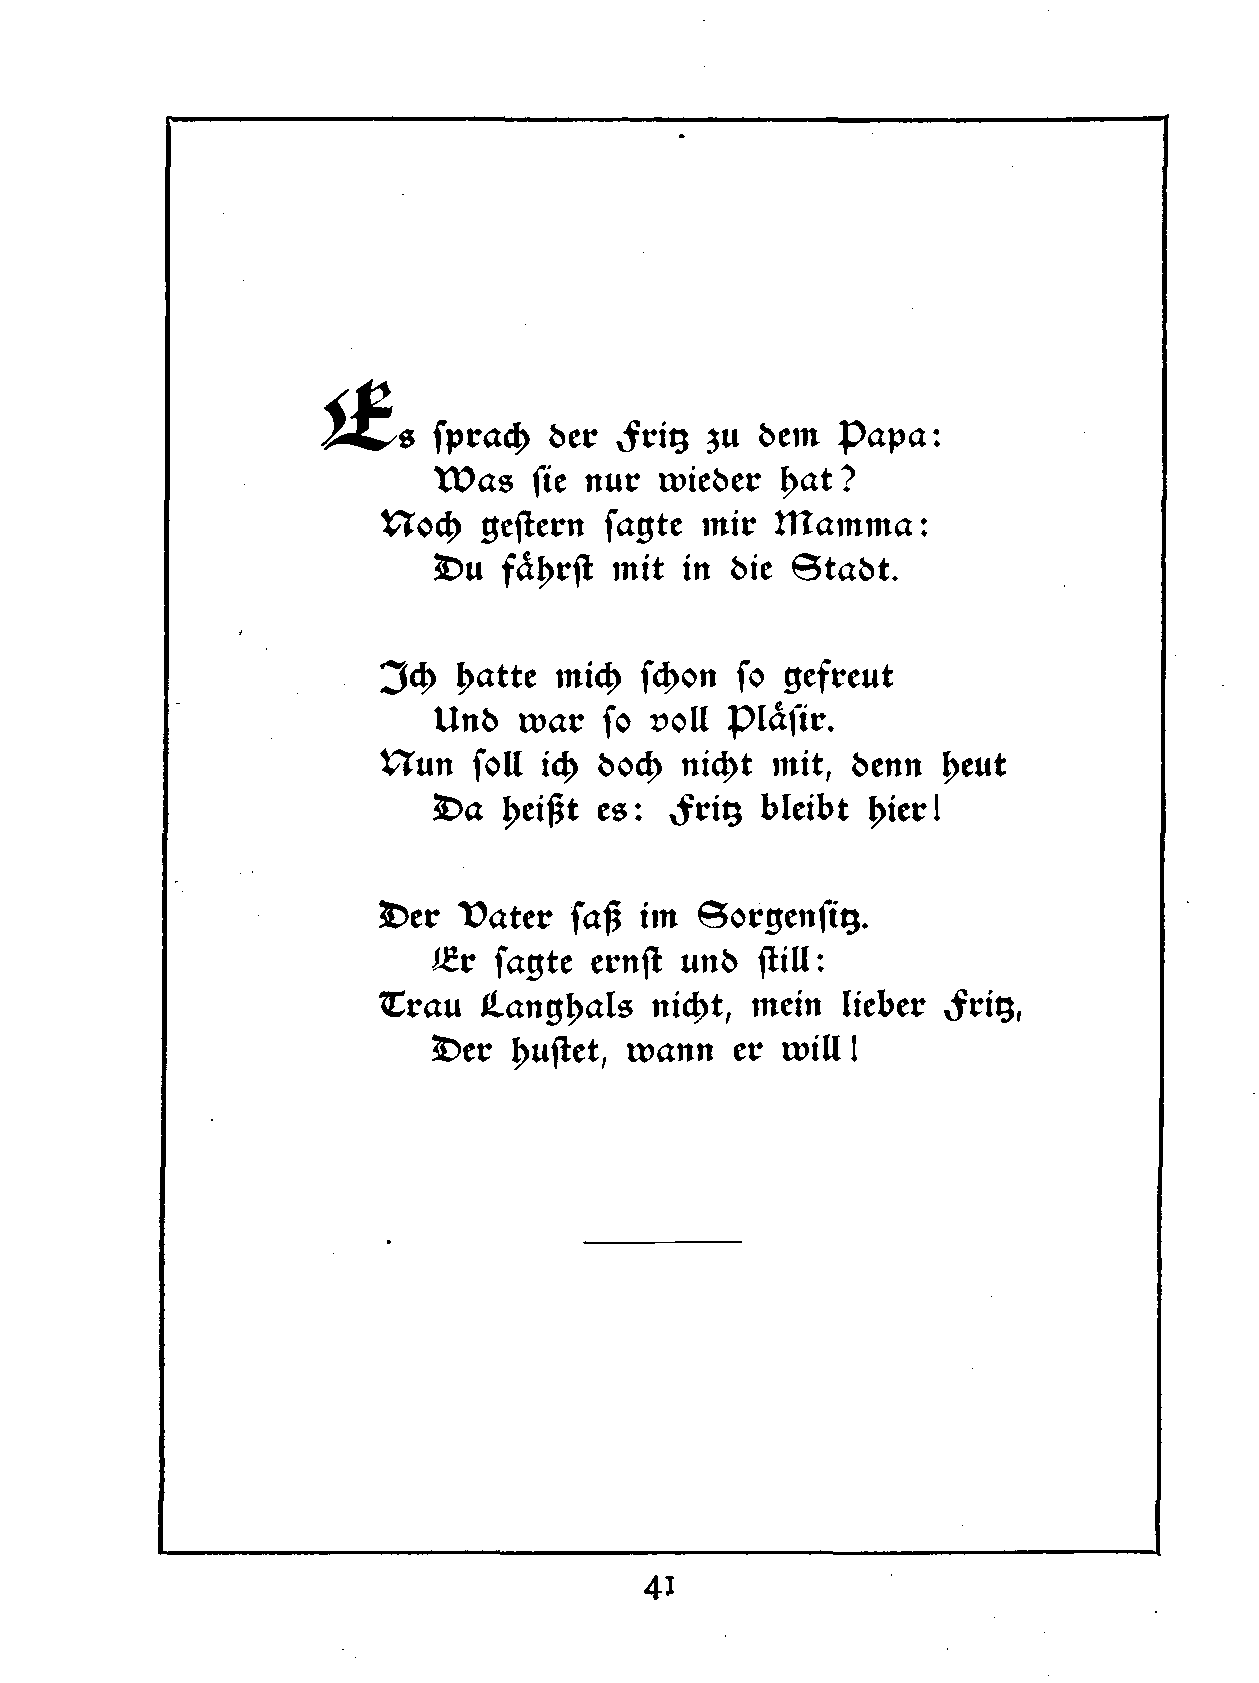 Es sprach der Fritz zu dem Papa:
Was sie nur wieder hat?
Noch gestern sagte mir Mamma:
Du fährst mit in die Stadt.
Ich hatte mich schon so gefreut
Und war so voll Pläsir.
Nun soll ich doch nicht mit, denn heut
Da heißt es: Fritz bleibt hier!
Der Vater saß im Sorgensitz.
Er sagte ernst und still:
Trau Langhals nicht, mein lieber Fritz,
Der hustet, wann er will!
41